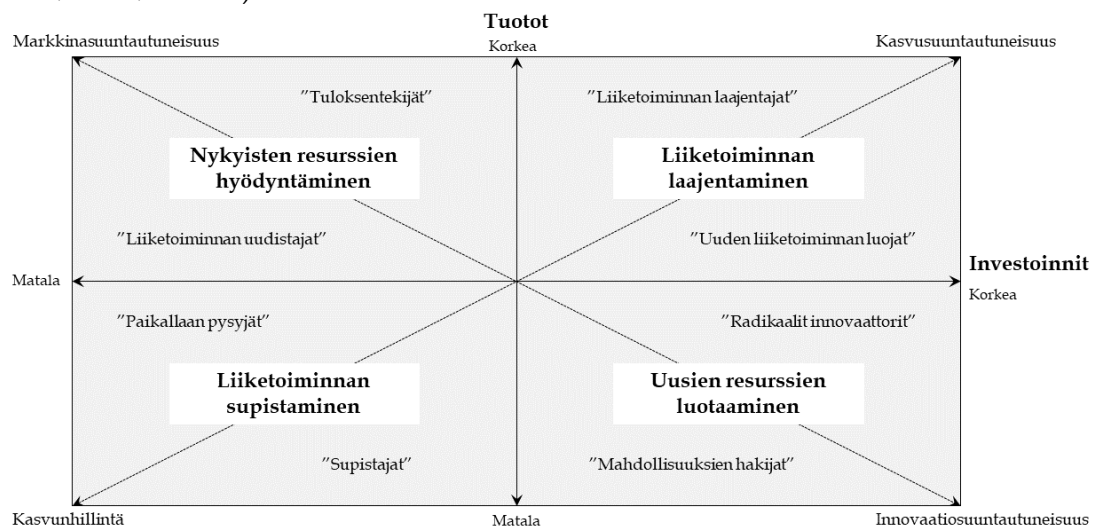 Tuotot
Markkinasuuntautuneisuus
Korkea
Kasvusuuntautuneisuus
”Tuloksentekijät”
”Liiketoiminnan laajentajat”
Nykyisten resurssien
hyödyntäminen
Liiketoiminnan
laajentaminen
”Liiketoiminnan uudistajat”
”Uuden liiketoiminnan luojat”
Matala
Investoinnit
Korkea
”Paikallaan pysyjät”
”Radikaalit innovaattorit”
Liiketoiminnan
supistaminen
Uusien resurssien
luotaaminen
”Supistajat”
”Mahdollisuuksien hakijat”
Kasvunhillintä
Matala
Innovaatiosuuntautuneisuus